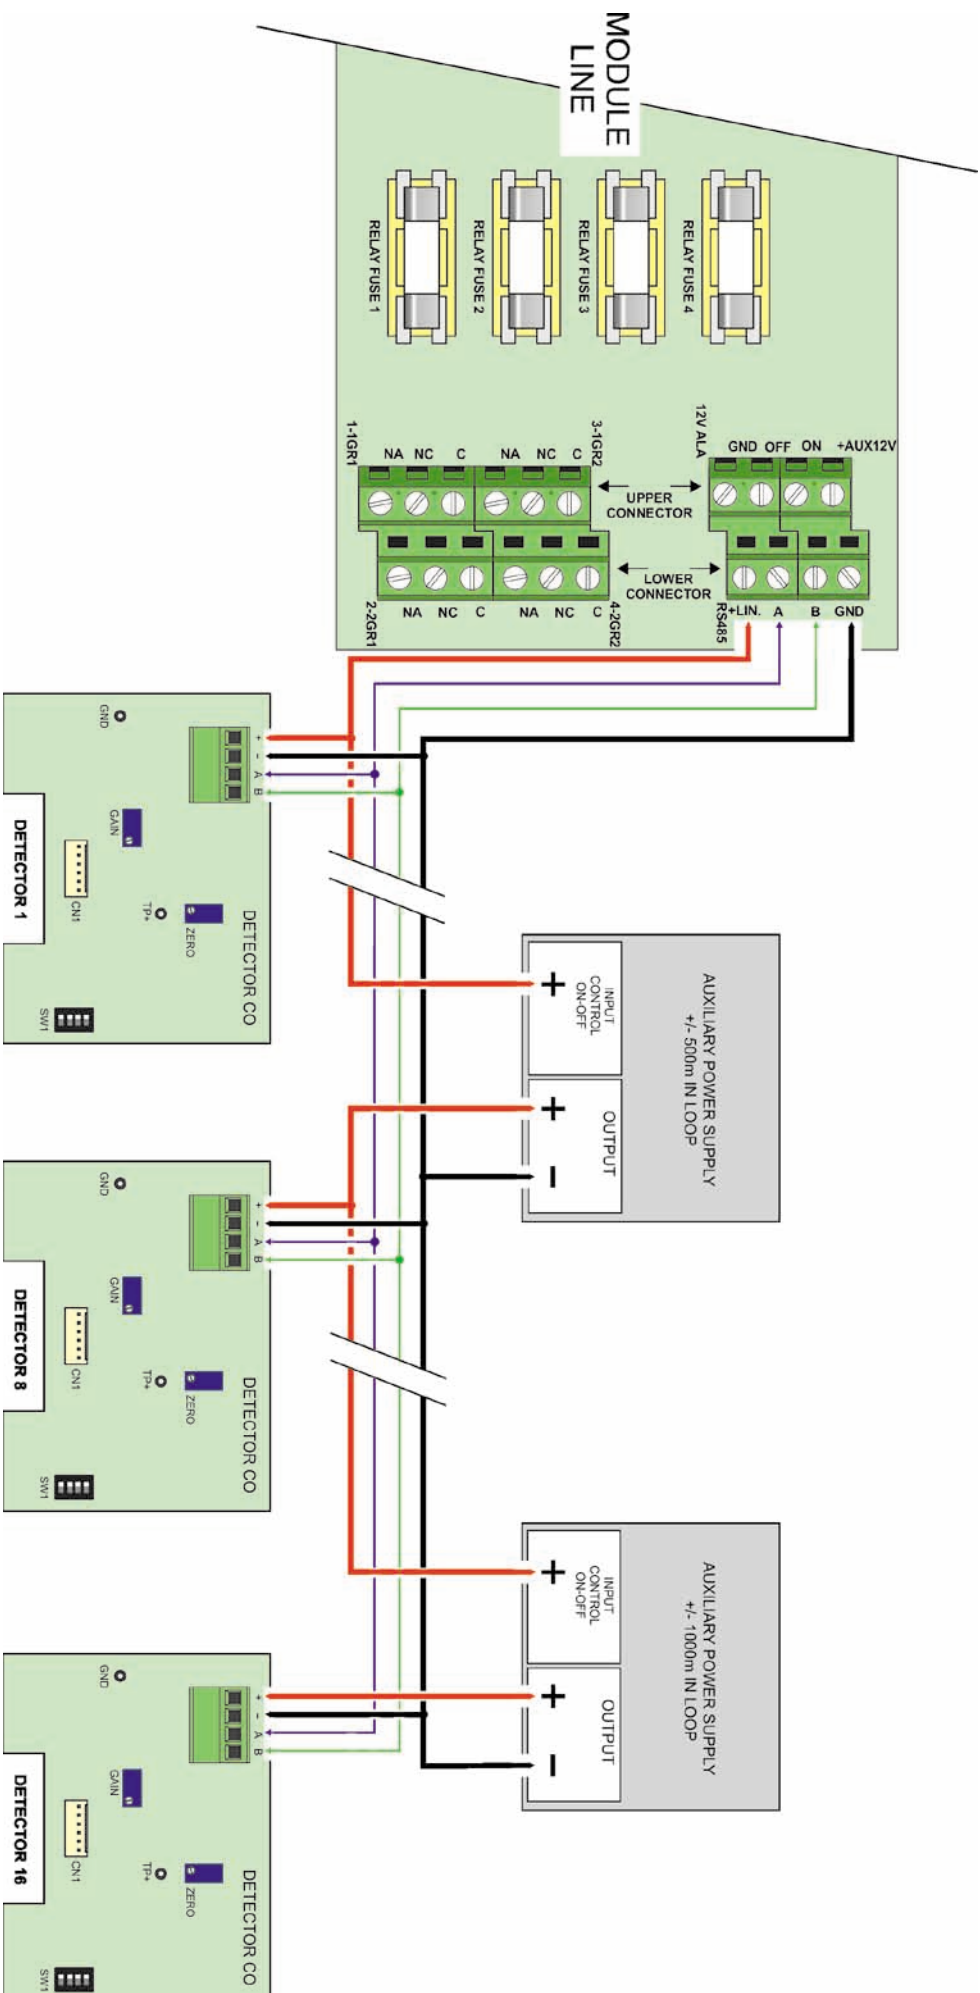 MODULE
LINE
RELAY FUSE 1
RELAY FUSE 2
RELAY FUSE 3
RELAY FUSE 4
1-1GR1
NA NC C
NA NC C
3-1GR2
12V ALA
GND OFF ON +AUX12V
UPPER
CONNECTOR
LOWER
CONNECTOR
2-2GR1
NA NC C
NA NC C
4-2GR2
RS485
+LIN. A B GND
GND
+
-
A
B
GAIN
DETECTOR 1
CN1
TP+
ZERO
DETECTOR CO
SW1
AUXILIARY POWER SUPPLY
+/- 500m IN LOOP
INPUT
CONTROL
ON-OFF
+
OUTPUT
+
-
GND
+
-
A
B
GAIN
DETECTOR 8
CN1
TP+
ZERO
DETECTOR CO
SW1
AUXILIARY POWER SUPPLY
+/- 1000m IN LOOP
INPUT
CONTROL
ON-OFF
+
OUTPUT
+
-
GND
+
-
A
B
GAIN
DETECTOR 16
CN1
TP+
ZERO
DETECTOR CO
SW1